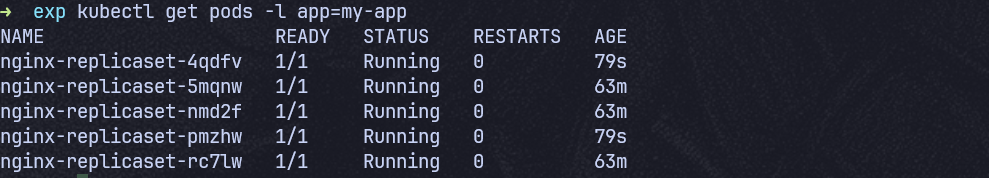 → exp kubectl get pods -l app=my-app
NAME READY STATUS RESTARTS AGE
nginx-replicaset-4qdfv 1/1 Running 0 79s
nginx-replicaset-5mqnw 1/1 Running 0 63m
nginx-replicaset-nmd2f 1/1 Running 0 63m
nginx-replicaset-pmzhw 1/1 Running 0 79s
nginx-replicaset-rc7lw 1/1 Running 0 63m